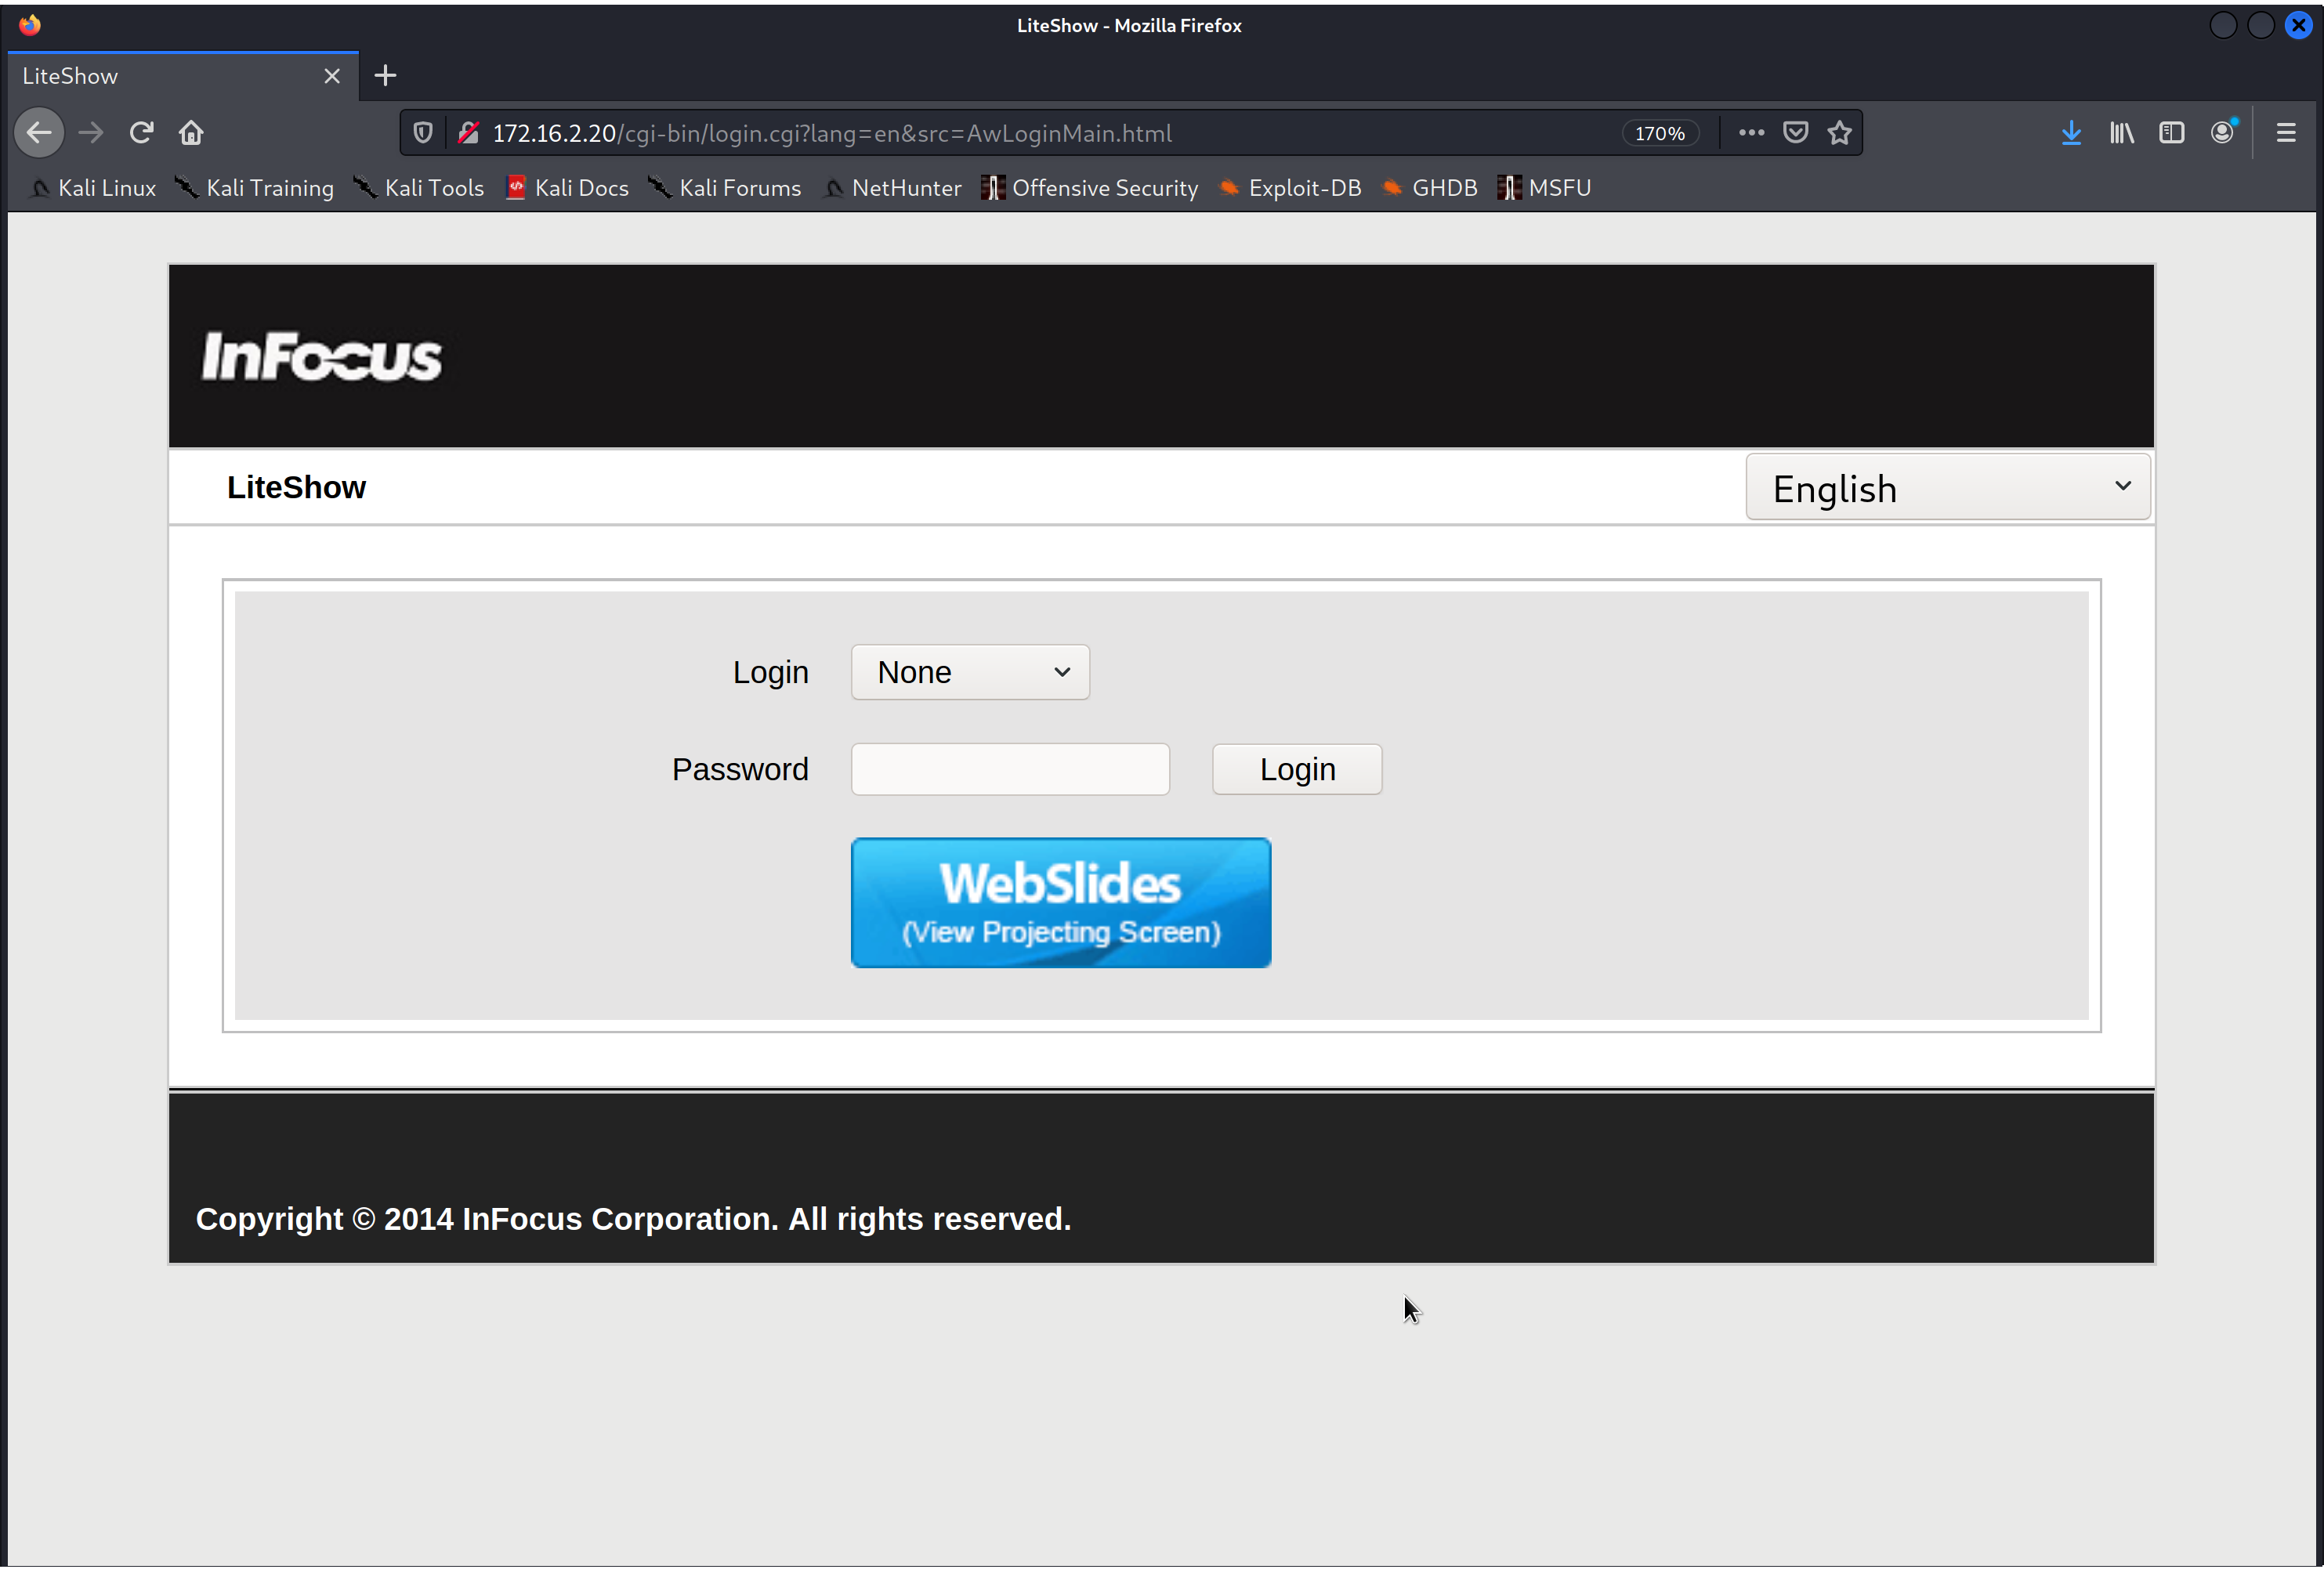 LiteShow - Mozilla Firefox
LiteShow
172.16.2.20/cgi-bin/login.cgi?lang=en&src=AwLoginMain.html 170%
Kali Linux Kali Training Kali Tools Kali Docs Kali Forums NetHunter Offensive Security Exploit-DB GHDB MSFU
InFocus
LiteShow English
Login None
Password Login
WebSlides
(View Projecting Screen)
Copyright © 2014 InFocus Corporation. All rights reserved.